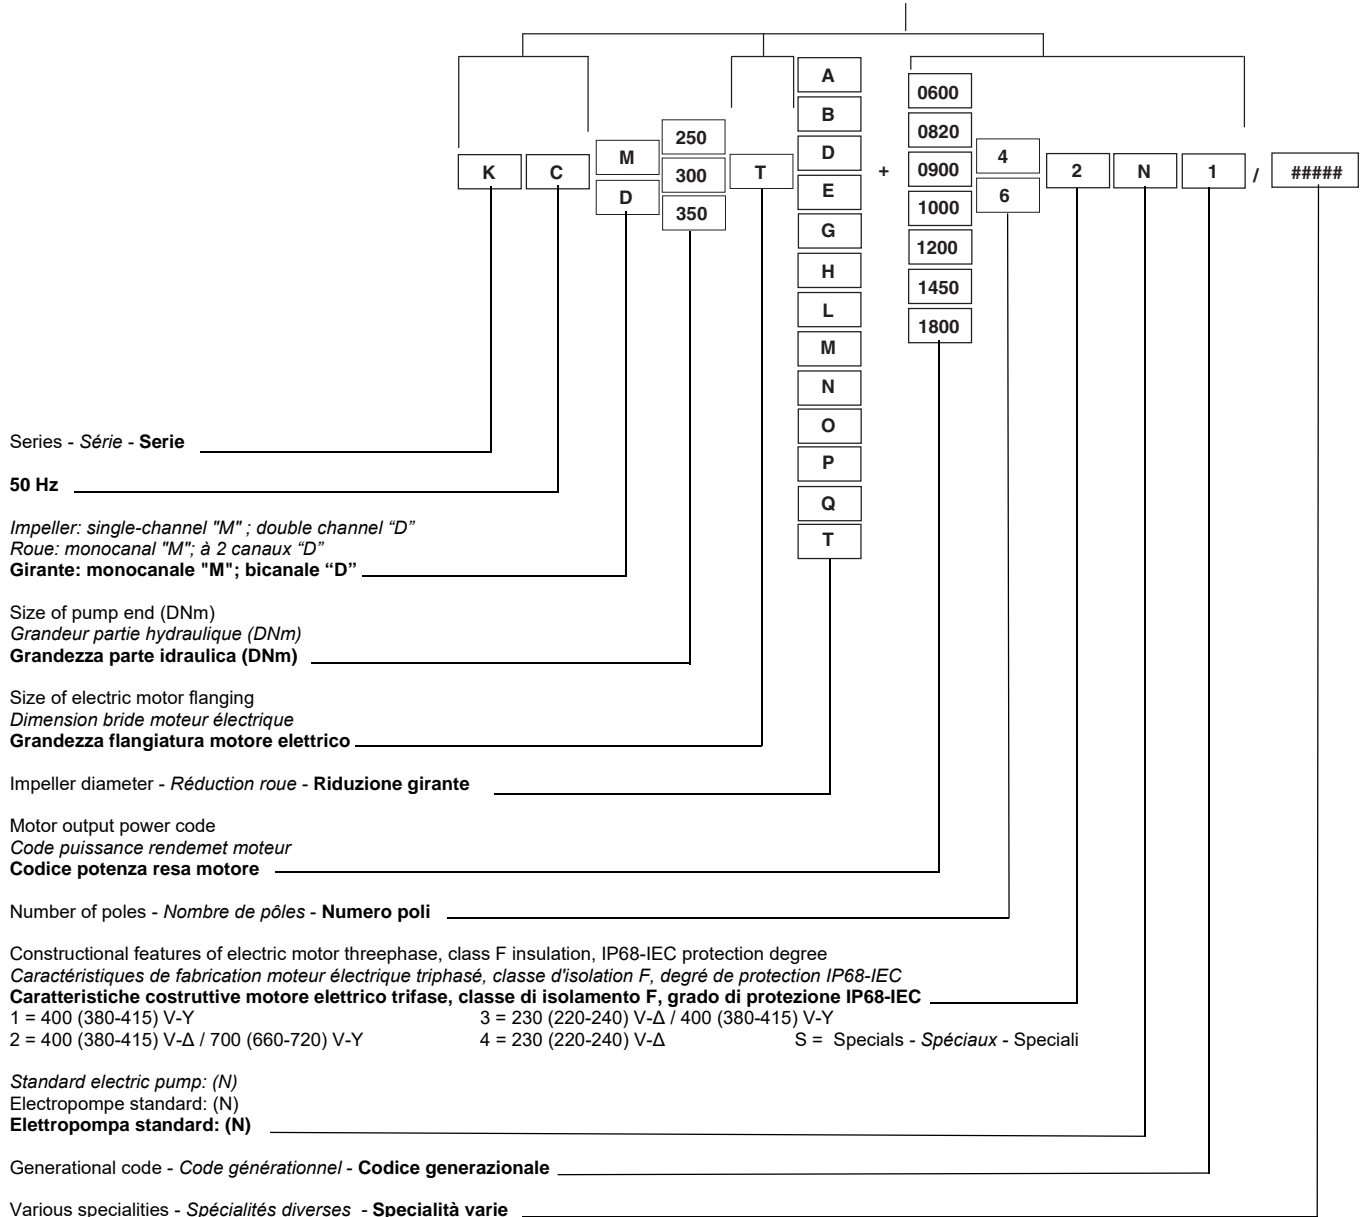 A
B
D
E
G
H
L
M
N
O
P
Q
T
0600
0820
0900
1000
1200
1450
1800
250
300
350
M
D
4
6
K C T + 2 N 1 / #####
Series - Série - Serie
50 Hz
Impeller: single-channel "M" ; double channel “D”
Roue: monocanal "M"; à 2 canaux “D”
Girante: monocanale "M"; bicanale “D”
Size of pump end (DNm)
Grandeur partie hydraulique (DNm)
Grandezza parte idraulica (DNm)
Size of electric motor flanging
Dimension bride moteur électrique
Grandezza flangiatura motore elettrico
Impeller diameter - Réduction roue - Riduzione girante
Motor output power code
Code puissance rendemet moteur
Codice potenza resa motore
Number of poles - Nombre de pôles - Numero poli
Constructional features of electric motor threephase, class F insulation, IP68-IEC protection degree
Caractéristiques de fabrication moteur électrique triphasé, classe d'isolation F, degré de protection IP68-IEC
Caratteristiche costruttive motore elettrico trifase, classe di isolamento F, grado di protezione IP68-IEC
1 = 400 (380-415) V-Y 3 = 230 (220-240) V-Δ / 400 (380-415) V-Y
2 = 400 (380-415) V-Δ / 700 (660-720) V-Y 4 = 230 (220-240) V-Δ S = Specials - Spéciaux - Speciali
Standard electric pump: (N)
Electropompe standard: (N)
Elettropompa standard: (N)
Generational code - Code générationnel - Codice generazionale
Various specialities - Spécialités diverses - Specialità varie